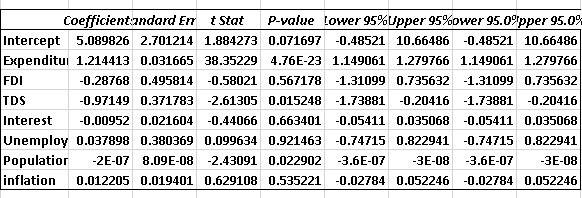 Coefficient andard Err t Stat P-value Lower 95% Upper 95% ower 95.0% pper 95.0%
Intercept 5.089826 2.701214 1.884273 0.071697 -0.48521 10.66486 -0.48521 10.66486
Expenditur 1.214413 0.031665 38.35229 4.76E-23 1.149061 1.279766 1.149061 1.279766
FDI -0.28768 0.495814 -0.58021 0.567178 -1.31099 0.735632 -1.31099 0.735632
TDS -0.97149 0.371783 -2.61305 0.015248 -1.73881 -0.20416 -1.73881 -0.20416
Interest -0.00952 0.021604 -0.44066 0.663401 -0.05411 0.035068 -0.05411 0.035068
Unemploy 0.037898 0.380369 0.099634 0.921463 -0.74715 0.822941 -0.74715 0.822941
Population -2E-07 8.09E-08 -2.43091 0.022902 -3.6E-07 -3E-08 -3.6E-07 -3E-08
inflation 0.012205 0.019401 0.629108 0.535221 -0.02784 0.052246 -0.02784 0.052246